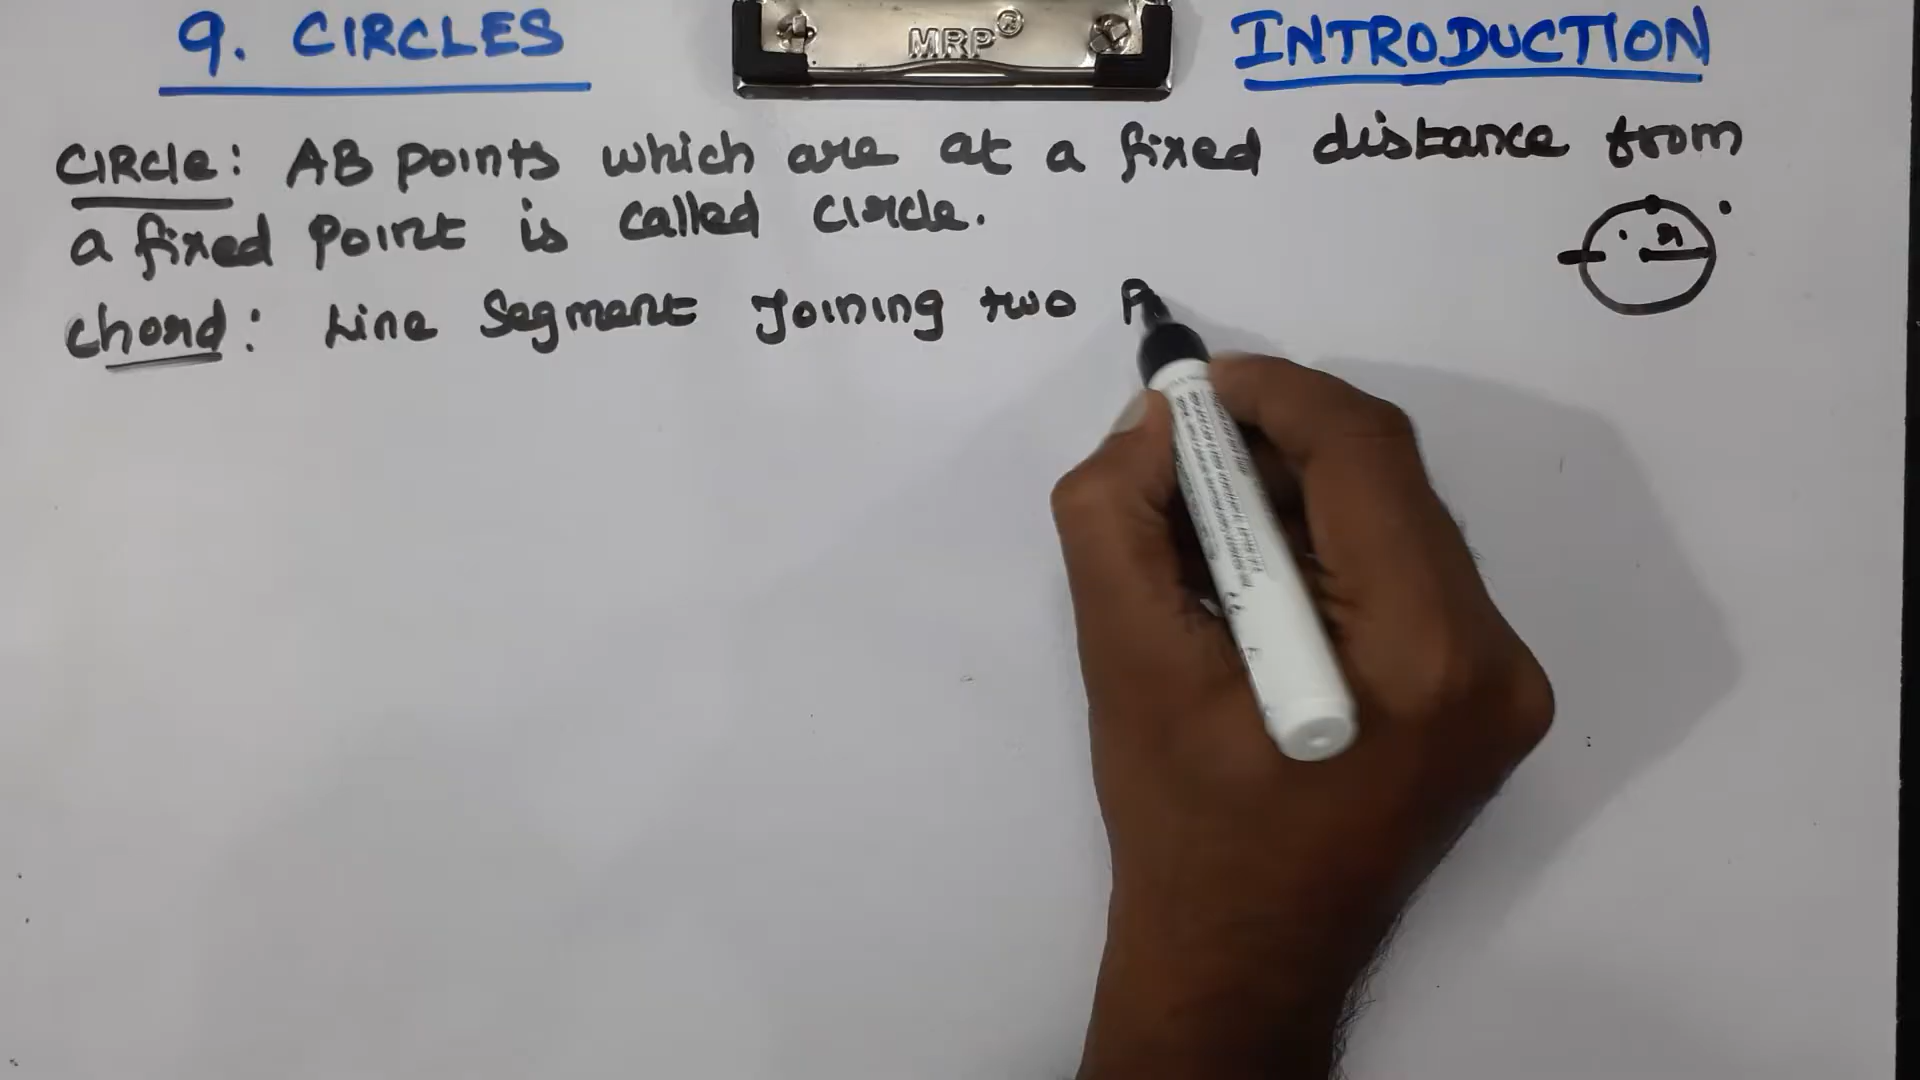 9. CIRCLES
MRP®
INTRODUCTION
CIRCle: AB points which are at a fixed distance from
a fixed Point is called circle.
r
chord: Line Segment Joining two P